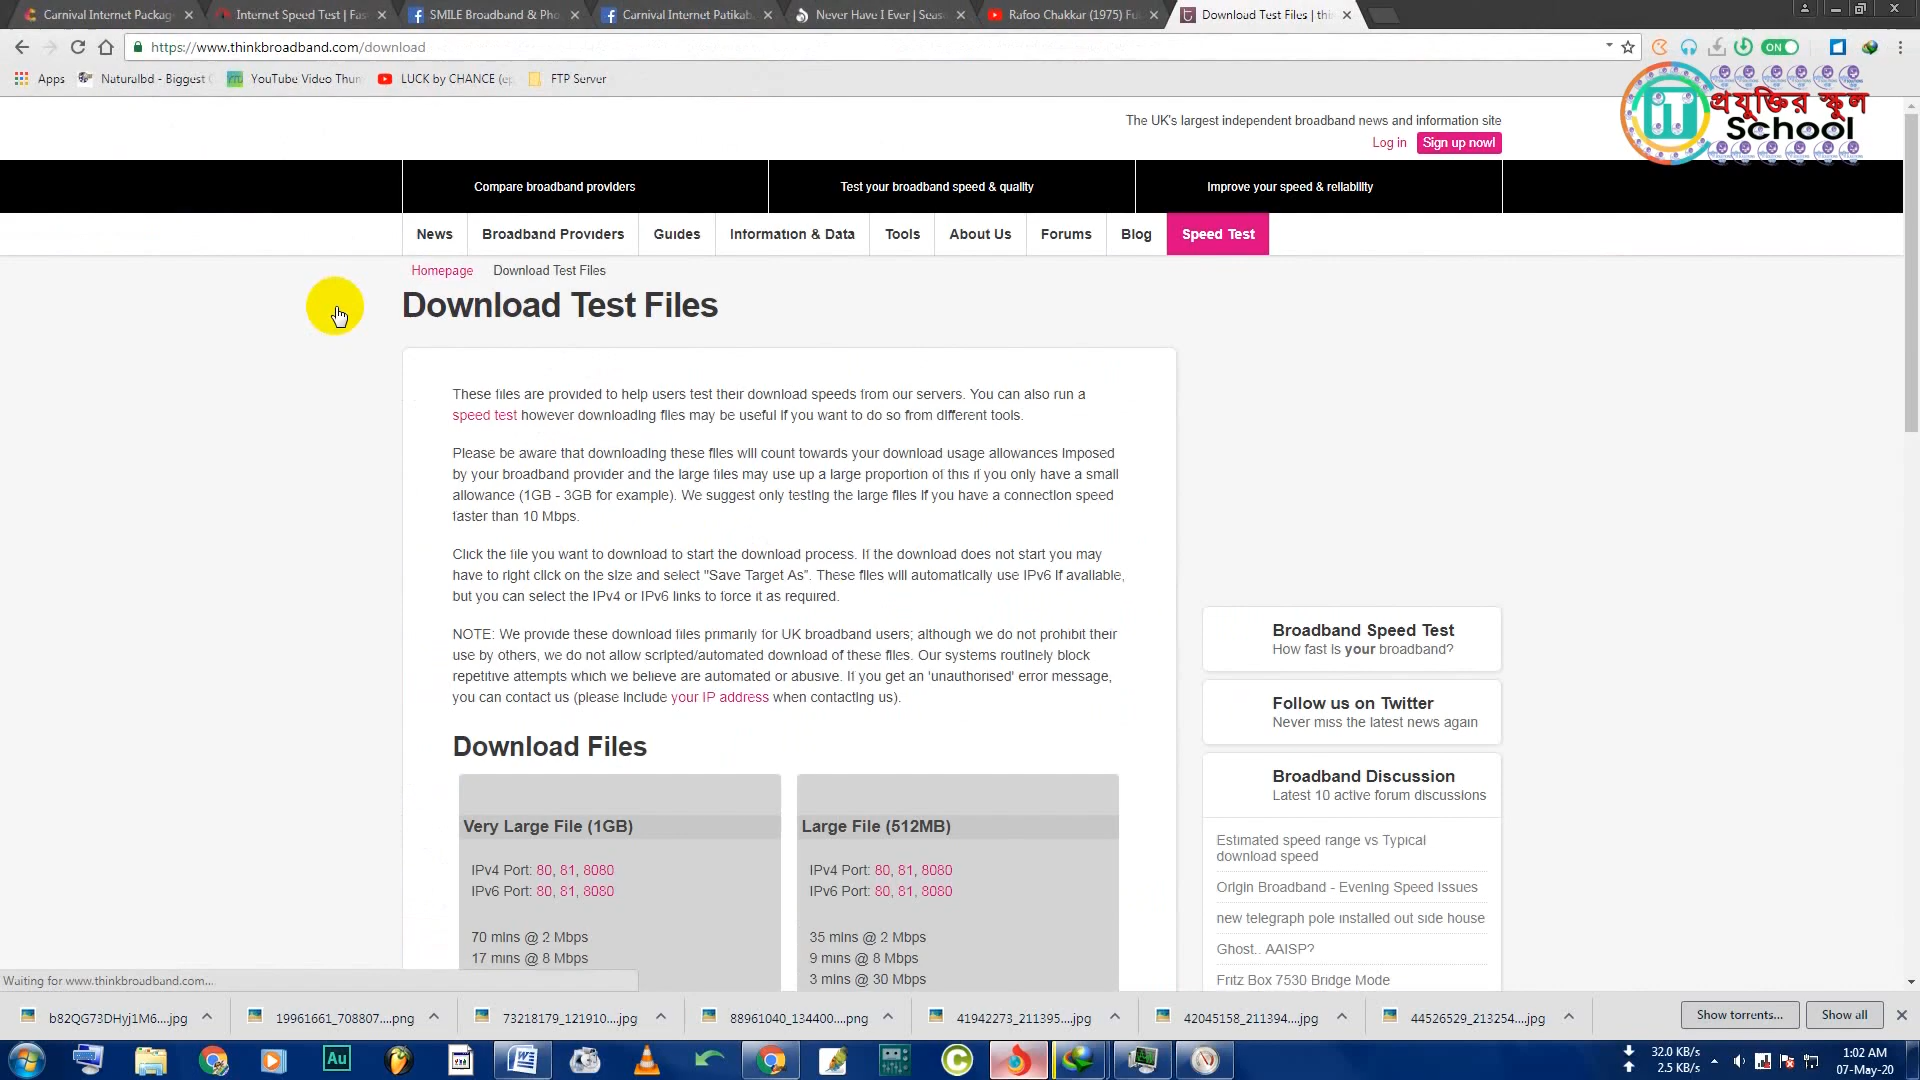 Carnival Internet Packag
Internet Speed Test | Fas
SMILE Broadband & Pho
Carnival Internet Patikab
Never Have I Ever | Seas
Rafoo Chakkar (1975) Fu
Download Test Files | thi
https://www.thinkbroadband.com/download
ON
Apps
Naturalbd - Biggest
YouTube Video Thum
LUCK by CHANCE (ep
FTP Server
iT
প্রযুক্তির স্কুল
School
The UK's largest independent broadband news and information site
Log in
Sign up now!
Compare broadband providers
Test your broadband speed & quality
Improve your speed & reliability
News
Broadband Providers
Guides
Information & Data
Tools
About Us
Forums
Blog
Speed Test
Homepage
Download Test Files
Download Test Files
These files are provided to help users test their download speeds from our servers. You can also run a
speed test however downloading files may be useful if you want to do so from different tools.
Please be aware that downloading these files will count towards your download usage allowances imposed
by your broadband provider and the large files may use up a large proportion of this if you only have a small
allowance (1GB - 3GB for example). We suggest only testing the large files if you have a connection speed
faster than 10 Mbps.
Click the file you want to download to start the download process. If the download does not start you may
have to right click on the size and select "Save Target As". These files will automatically use IPv6 if available,
but you can select the IPv4 or IPv6 links to force it as required.
NOTE: We provide these download files primarily for UK broadband users; although we do not prohibit their
use by others, we do not allow scripted/automated download of these files. Our systems routinely block
repetitive attempts which we believe are automated or abusive. If you get an 'unauthorised' error message,
you can contact us (please include your IP address when contacting us).
Download Files
Very Large File (1GB)
IPv4 Port: 80, 81, 8080
IPv6 Port: 80, 81, 8080
70 mins @ 2 Mbps
17 mins @ 8 Mbps
Large File (512MB)
IPv4 Port: 80, 81, 8080
IPv6 Port: 80, 81, 8080
35 mins @ 2 Mbps
9 mins @ 8 Mbps
3 mins @ 30 Mbps
Broadband Speed Test
How fast is your broadband?
Follow us on Twitter
Never miss the latest news again
Broadband Discussion
Latest 10 active forum discussions
Estimated speed range vs Typical
download speed
Origin Broadband - Evening Speed Issues
new telegraph pole installed out side house
Ghost.. AAISP?
Fritz Box 7530 Bridge Mode
Waiting for www.thinkbroadband.com...
b82QG73DHyj1M6....jpg
19961661_708807....png
73218179_121910....jpg
88961040_134400....png
41942273_211395....jpg
42045158_211394....jpg
44526529_213254....jpg
Show torrents...
Show all
Au
32.0 KB/s
2.5 KB/s
1:02 AM
07-May-20